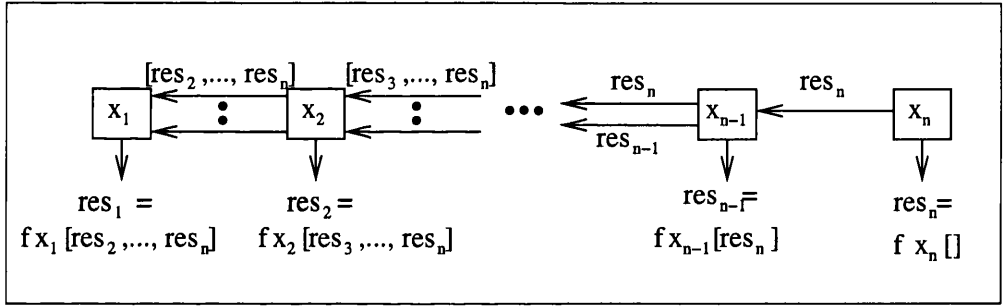 [res₂ ,..., resₙ] [res₃ ,..., resₙ] resₙ resₙ
x₁ x₂ xₙ₋₁ xₙ
resₙ₋₁
res₁ = res₂ = resₙ₋₁= resₙ=
f x₁ [res₂ ,..., resₙ] f x₂ [res₃ ,..., resₙ] f xₙ₋₁ [resₙ ] f xₙ [ ]